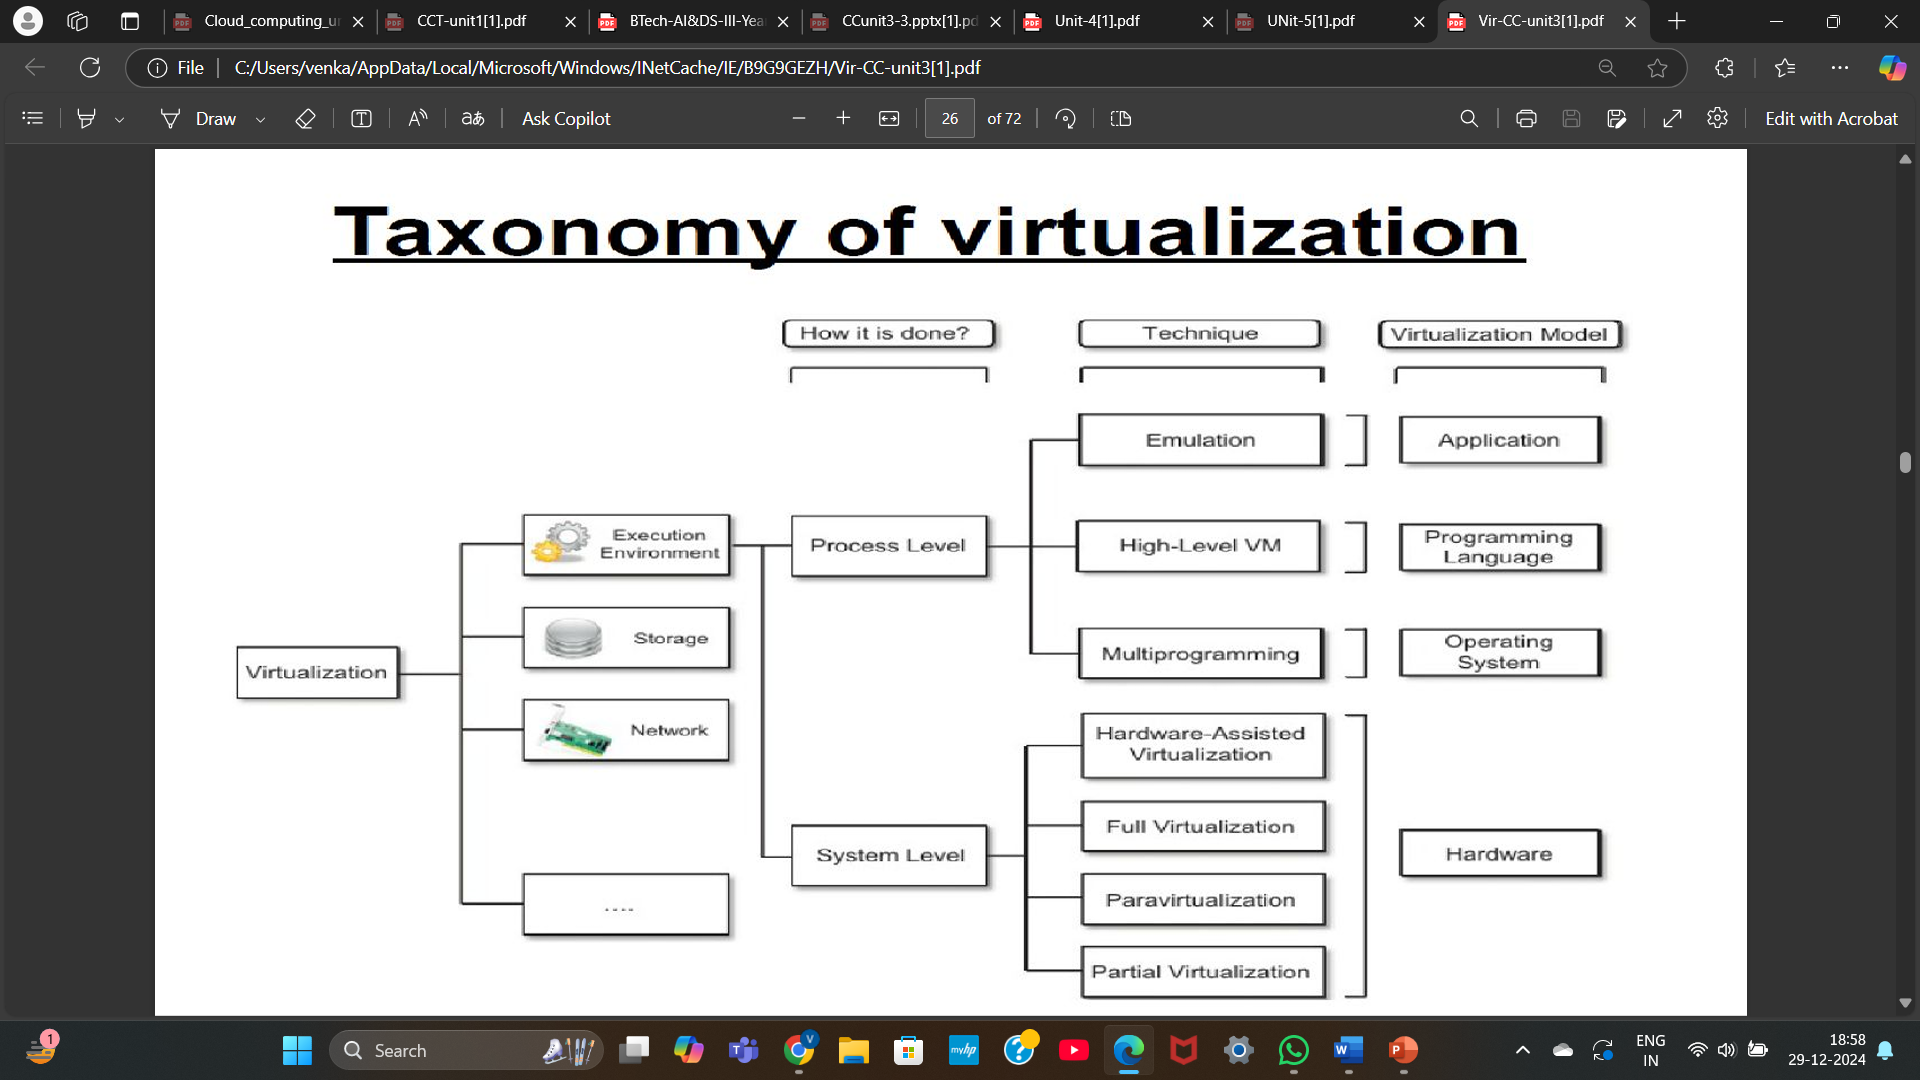 Cloud_computing_u
CCT-unit1[1].pdf
BTech-AI&DS-III-Yea
CCunit3-3.pptx[1].pd
Unit-4[1].pdf
UNit-5[1].pdf
Vir-CC-unit3[1].pdf
File
C:/Users/venka/AppData/Local/Microsoft/Windows/INetCache/IE/B9G9GEZH/Vir-CC-unit3[1].pdf
Draw
Ask Copilot
26
of 72
Edit with Acrobat
Taxonomy of virtualization
How it is done?
Technique
Virtualization Model
Emulation
Application
Execution
Environment
Process Level
High-Level VM
Programming
Language
Storage
Multiprogramming
Operating
System
Virtualization
Network
Hardware-Assisted
Virtualization
Full Virtualization
System Level
Hardware
....
Paravirtualization
Partial Virtualization
1
Search
V
myhp
ENG
IN
18:58
29-12-2024